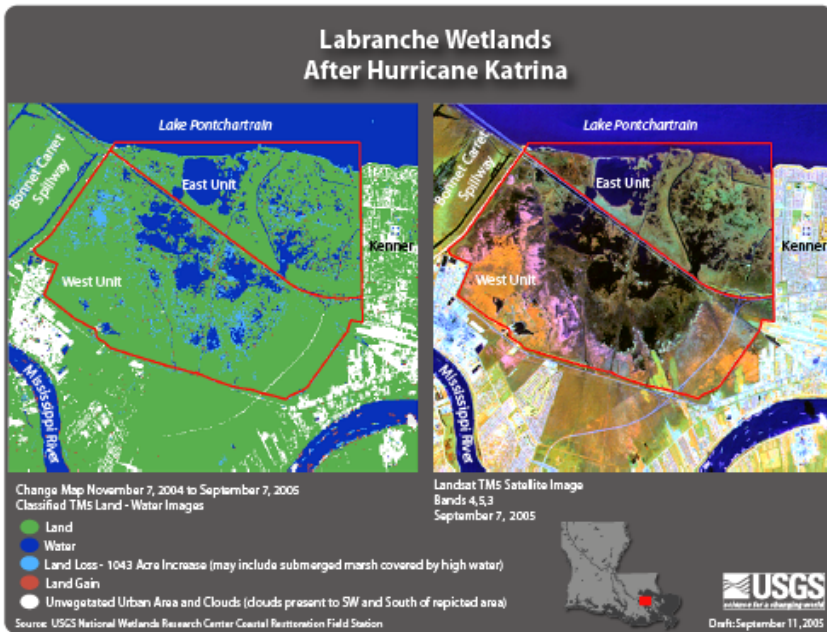 Labranche Wetlands
After Hurricane Katrina
Lake Pontchartrain
Bonnet Carret
Spillway
East Unit
Kenner
West Unit
Mississippi River
Lake Pontchartrain
Bonnet Carret
Spillway
East Unit
Kenner
West Unit
Mississippi River
Change Map November 7, 2004 to September 7, 2005
Classified TM5 Land - Water Images
Land
Water
Land Loss - 1043 Acre Increase (may include submerged marsh covered by high water)
Land Gain
Unvegetated Urban Area and Clouds (clouds present to SW and South of repicted area)
Source: USGS National Wetlands Research Center Coastal Resttoration Field Station
Landsat TM5 Satellite Image
Bands 4,5,3
September 7, 2005
USGS
science for a changing world
Draft: September 11, 2005